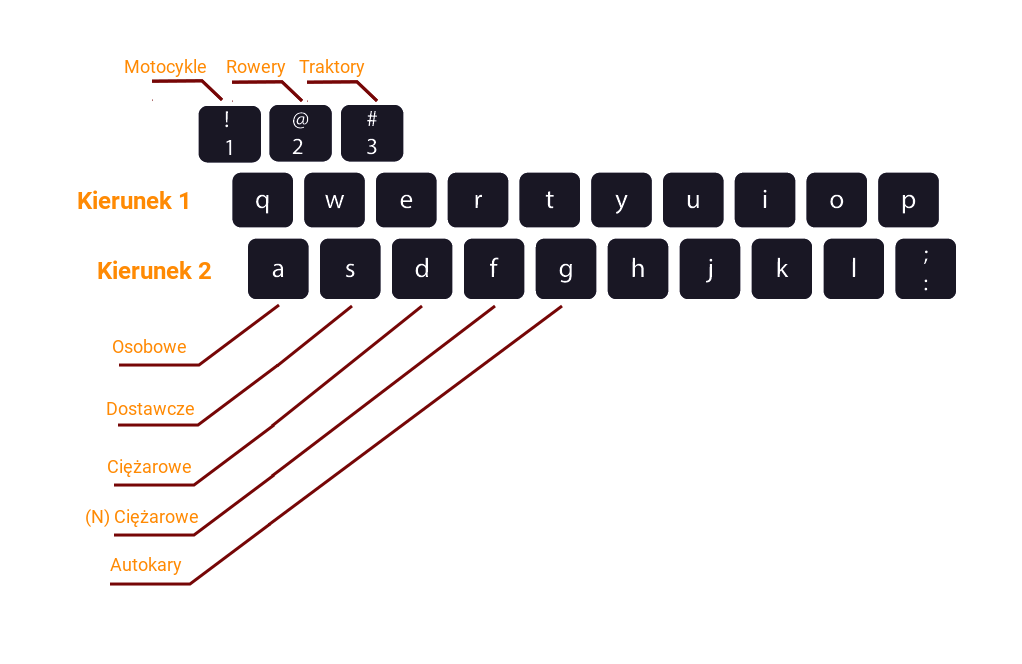 Motocykle Rowery Traktory
! @ #
1 2 3
Kierunek 1 q w e r t y u i o p
Kierunek 2 a s d f g h j k l ; :
Osobowe
Dostawcze
Ciężarowe
(N) Ciężarowe
Autokary